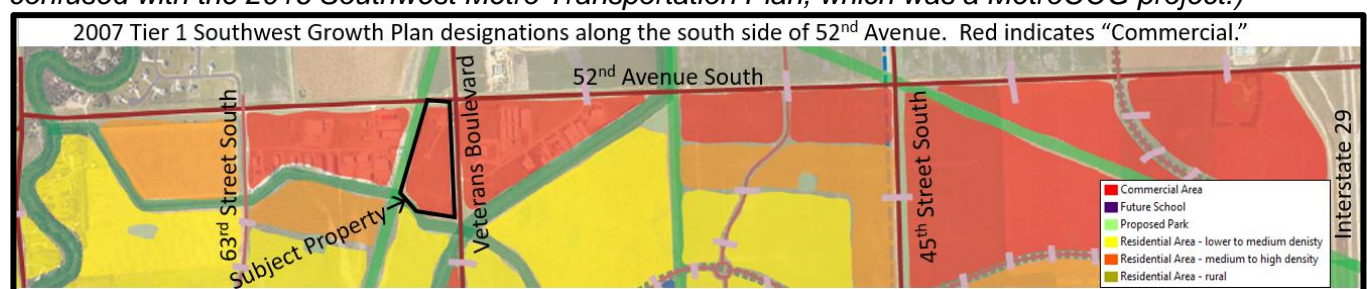 confused with the 2016 Southwest Metro Transportation Plan, which was a MetroCOG project.)
2007 Tier 1 Southwest Growth Plan designations along the south side of 52nd Avenue. Red indicates “Commercial.”
52nd Avenue South
63rd Street South
Subject Property
Veterans Boulevard
45th Street South
Interstate 29
Commercial Area
Future School
Proposed Park
Residential Area - lower to medium denisty
Residential Area - medium to high density
Residential Area - rural